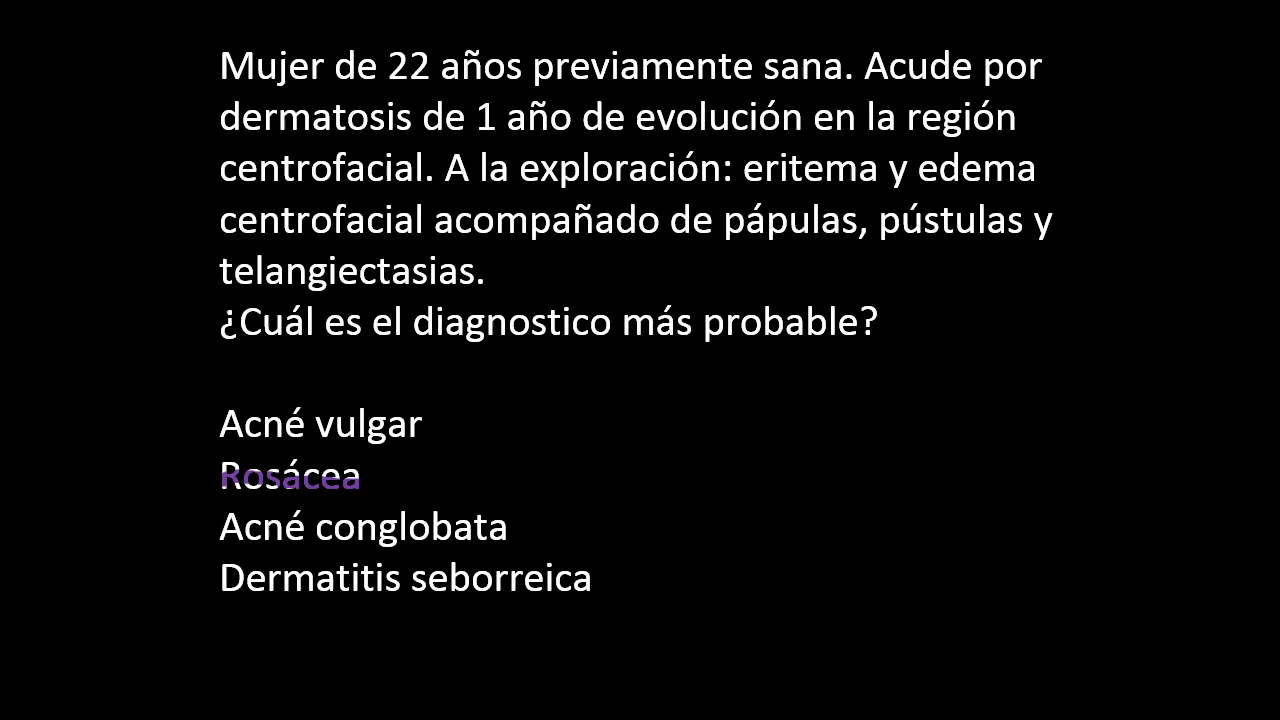 Mujer de 22 años previamente sana. Acude por
dermatosis de 1 año de evolución en la región
centrofacial. A la exploración: eritema y edema
centrofacial acompañado de pápulas, pústulas y
telangiectasias.
¿Cuál es el diagnostico más probable?
Acné vulgar
Rosácea
Acné conglobata
Dermatitis seborreica